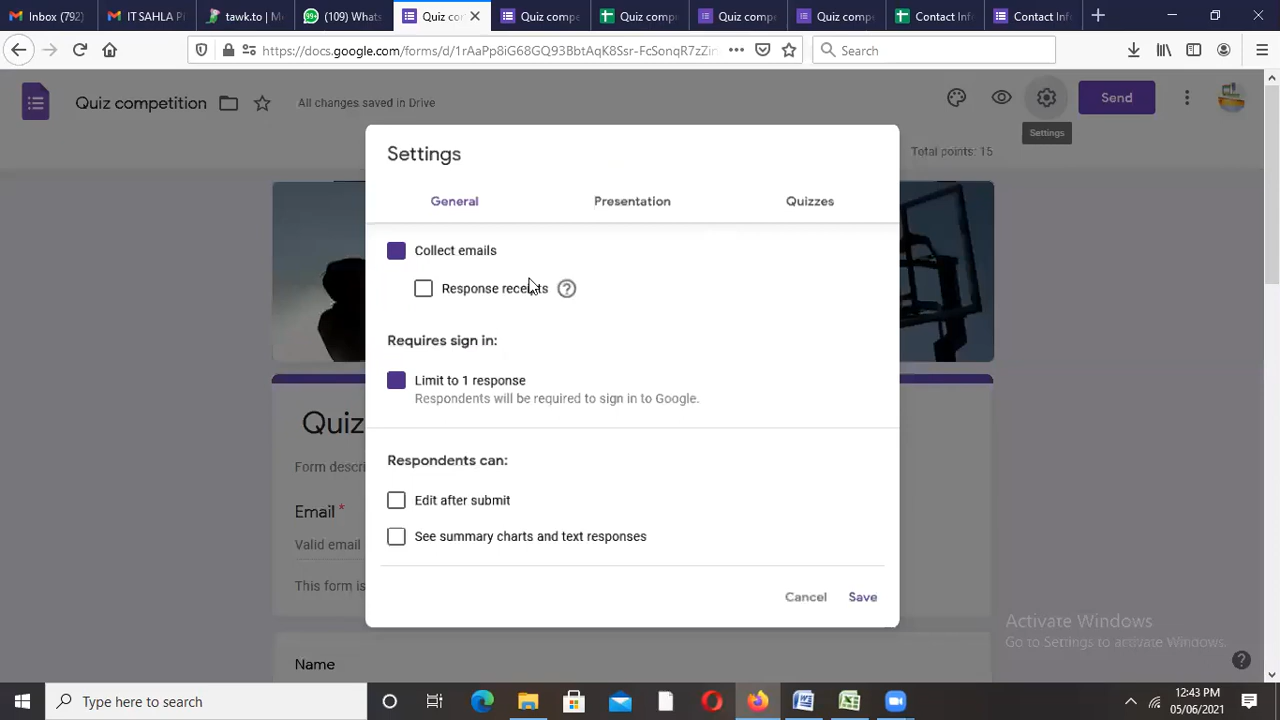 Inbox (792)
IT SAHLA P
tawk.to | M
(109) Whats
Quiz co
Quiz compe
Quiz comp
Quiz compe
Quiz compe
Contact Inf
Contact Inf
https://docs.google.com/forms/d/1rAaPp8iG68GQ93BbtAqK8Ssr-FcSonqR7zZin
Search
Quiz competition
All changes saved in Drive
Send
Settings
Total points: 15
Settings
General
Presentation
Quizzes
Collect emails
Response receipts
Requires sign in:
Limit to 1 response
Respondents will be required to sign in to Google.
Respondents can:
Edit after submit
See summary charts and text responses
Cancel
Save
Quiz
Form descri
Email *
Valid email
This form is
Name
Activate Windows
Go to Settings to activate Windows.
Type here to search
12:43 PM
05/06/2021